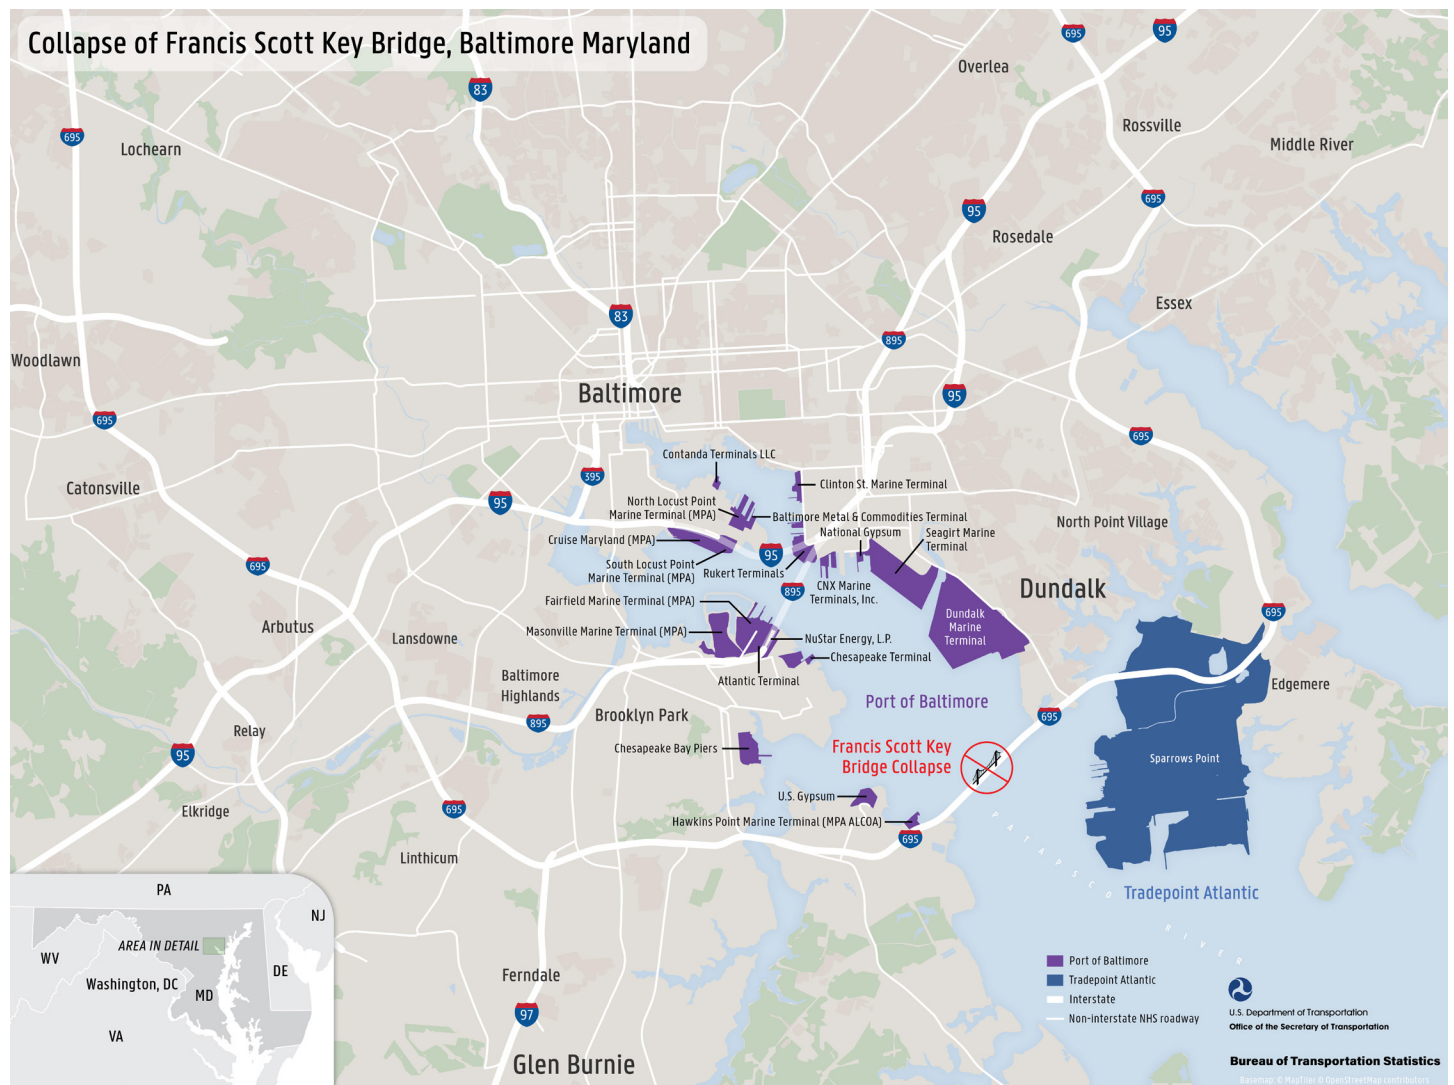 Collapse of Francis Scott Key Bridge, Baltimore Maryland
695
95
83
Overlea
Rossville
695
Lochearn
Middle River
695
95
Rosedale
Essex
83
895
Woodlawn
Baltimore
95
695
695
Contanda Terminals LLC
395
Clinton St. Marine Terminal
Catonsville
95
North Locust Point
Marine Terminal (MPA)
Baltimore Metal & Commodities Terminal
North Point Village
National Gypsum
Seagirt Marine
Terminal
Cruise Maryland (MPA)
95
695
South Locust Point
Marine Terminal (MPA)
Rukert Terminals
CNX Marine
Terminals, Inc.
Dundalk
895
Fairfield Marine Terminal (MPA)
Dundalk
Marine
Terminal
695
Arbutus
Lansdowne
Masonville Marine Terminal (MPA)
NuStar Energy, L.P.
Chesapeake Terminal
Baltimore
Highlands
Atlantic Terminal
Edgemere
Port of Baltimore
Brooklyn Park
695
895
Relay
95
Chesapeake Bay Piers
Francis Scott Key
Bridge Collapse
Sparrows Point
U.S. Gypsum
Elkridge
695
Hawkins Point Marine Terminal (MPA ALCOA)
695
PATAPSCO RIVER
Linthicum
Tradepoint Atlantic
PA
NJ
AREA IN DETAIL
WV
DE
Washington, DC
MD
VA
Ferndale
97
Glen Burnie
Port of Baltimore
Tradepoint Atlantic
Interstate
Non-interstate NHS roadway
U.S. Department of Transportation
Office of the Secretary of Transportation
Bureau of Transportation Statistics
Basemap: © MapTiler © OpenStreetMap contributors